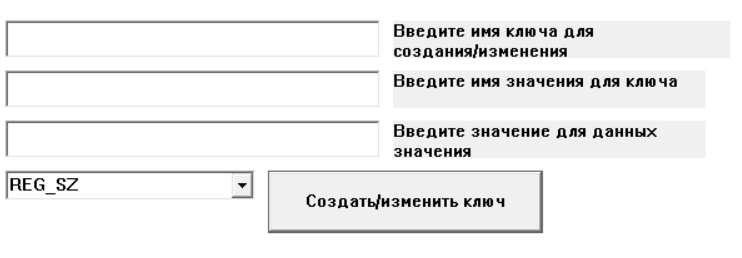 Введите имя ключа для
создания/изменения
Введите имя значения для ключа
Введите значение для данных
значения
REG_SZ
Создать/изменить ключ